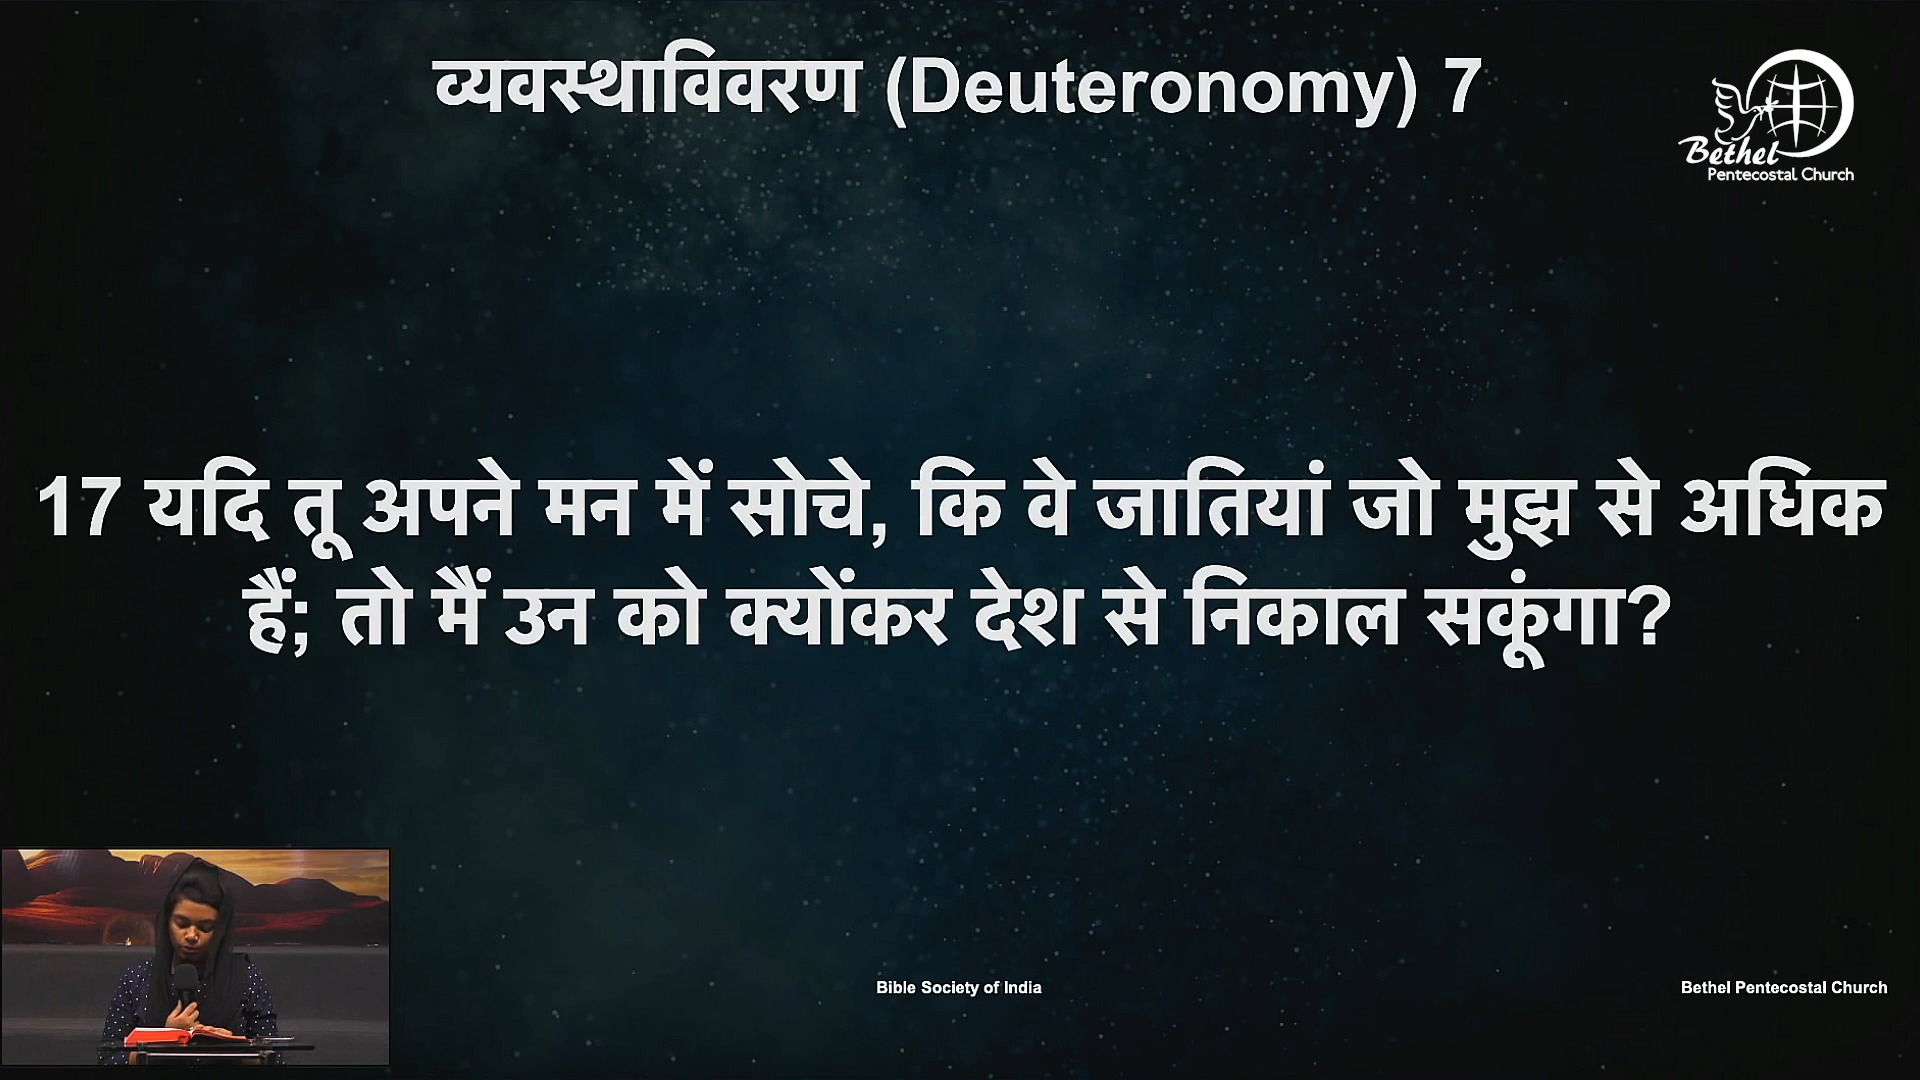 व्यवस्थाविवरण (Deuteronomy) 7
Bethel
Pentecostal Church
17 यदि तू अपने मन में सोचे, कि वे जातियां जो मुझ से अधिक
हैं; तो मैं उन को क्योंकर देश से निकाल सकूंगा?
Bible Society of India
Bethel Pentecostal Church